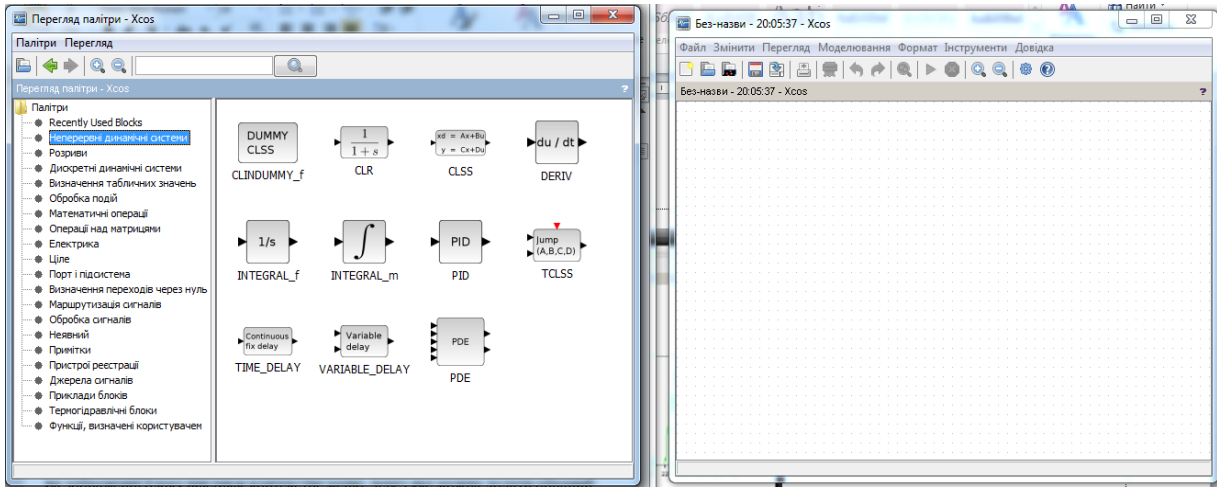 Перегляд палітри - Xcos
Палітри Перегляд
Перегляд палітри - Xcos ?
Палітри
Recently Used Blocks
Неперервні динамічні системи
Розриви
Дискретні динамічні системи
Визначення табличних значень
Обробка подій
Математичні операції
Операції над матрицями
Електрика
Ціле
Порт і підсистема
Визначення переходів через нуль
Маршрутизація сигналів
Обробка сигналів
Неявний
Примітки
Пристрої реєстрації
Джерела сигналів
Приклади блоків
Термогідравлічні блоки
Функції, визначені користувачем
DUMMY
CLSS
CLINDUMMY_f
1
1 + s
CLR
xd = Ax+Bu
y = Cx+Du
CLSS
du / dt
DERIV
1/s
INTEGRAL_f
∫
INTEGRAL_m
PID
PID
Jump
(A,B,C,D)
TCLSS
Continuous
fix delay
TIME_DELAY
Variable
delay
VARIABLE_DELAY
PDE
PDE
Без-назви - 20:05:37 - Xcos
Файл Змінити Перегляд Моделювання Формат Інструменти Довідка
Без-назви - 20:05:37 - Xcos ?